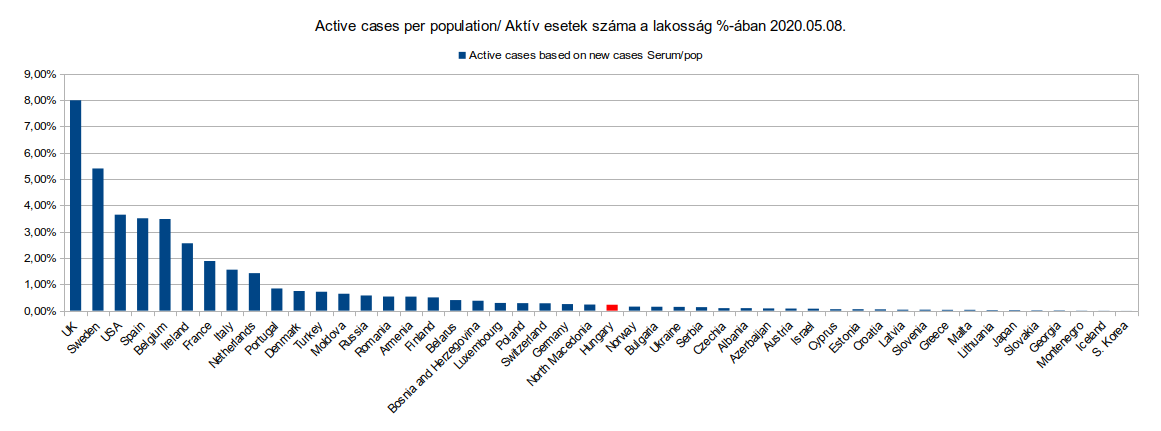 Active cases per population/ Aktív esetek száma a lakosság %-ában 2020.05.08.
Active cases based on new cases Serum/pop
9,00%
8,00%
7,00%
6,00%
5,00%
4,00%
3,00%
2,00%
1,00%
0,00%
UK
Sweden
USA
Spain
Belgium
Ireland
France
Italy
Netherlands
Portugal
Denmark
Turkey
Moldova
Russia
Romania
Armenia
Finland
Belarus
Bosnia and Herzegovina
Luxembourg
Poland
Switzerland
Germany
North Macedonia
Hungary
Norway
Bulgaria
Ukraine
Serbia
Czechia
Albania
Azerbaijan
Austria
Israel
Cyprus
Estonia
Croatia
Latvia
Slovenia
Greece
Malta
Lithuania
Japan
Slovakia
Georgia
Montenegro
Iceland
S. Korea